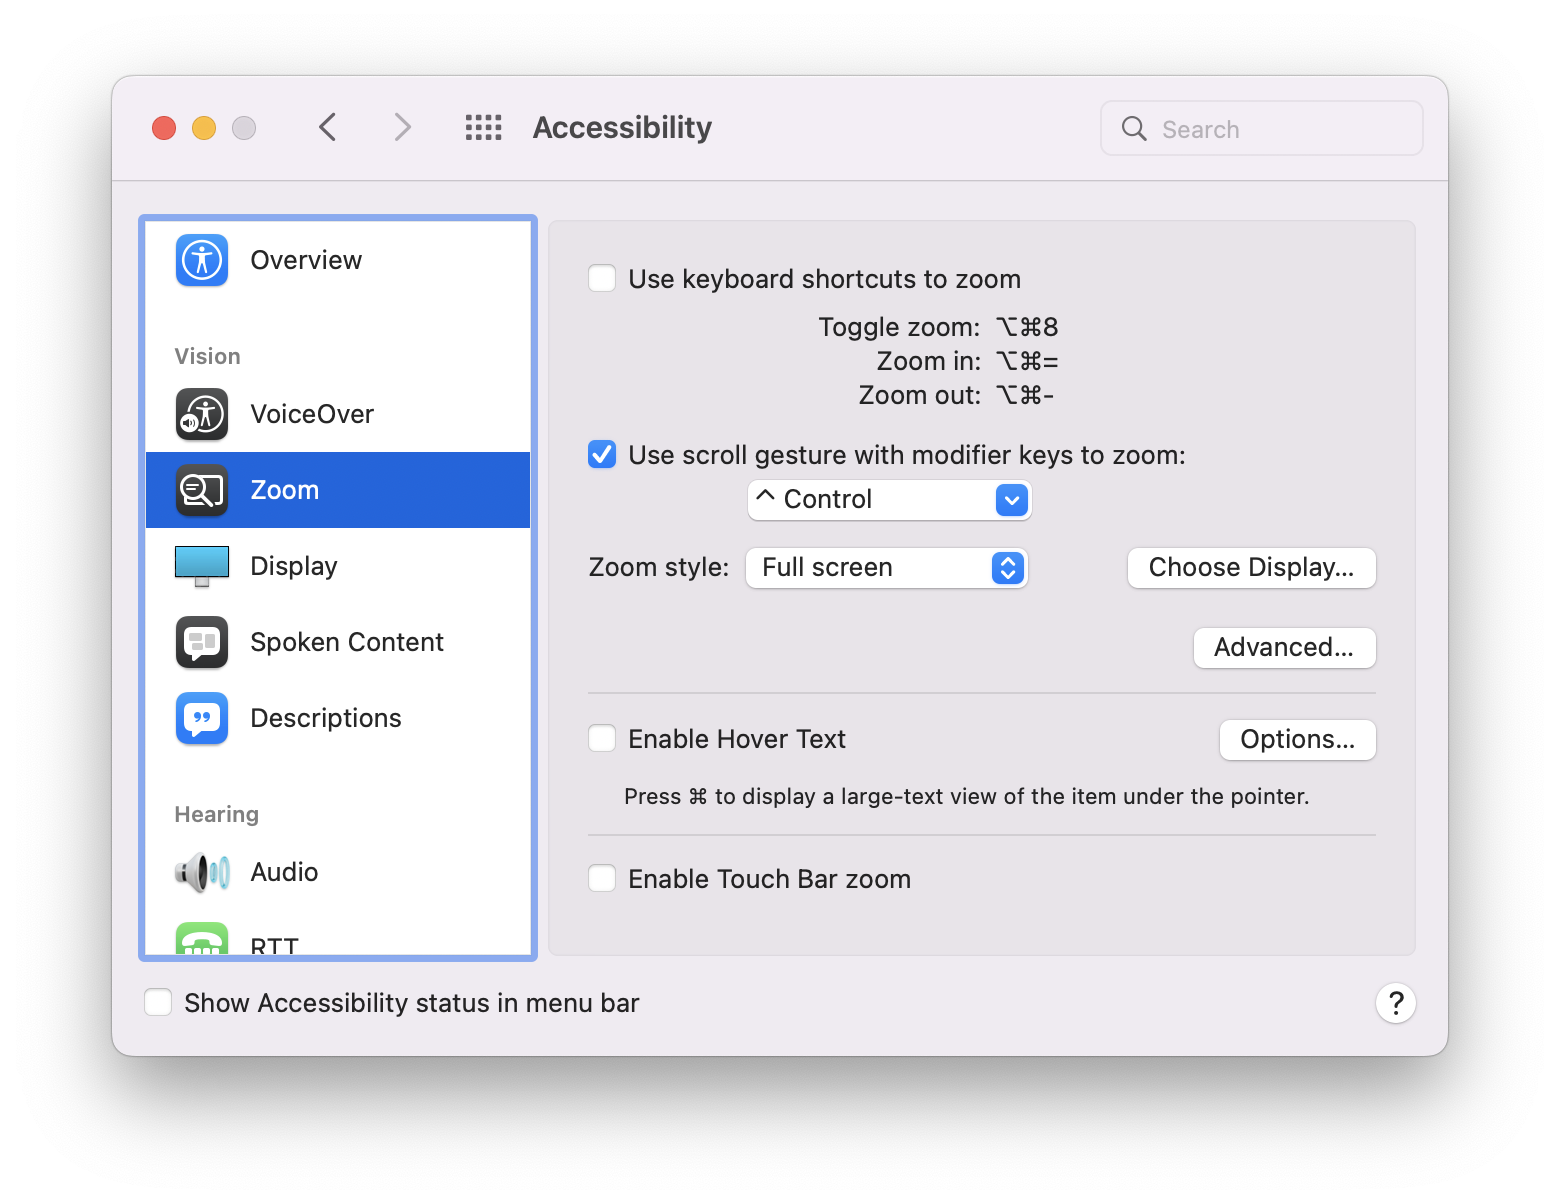 Accessibility
Search
Overview
Vision
VoiceOver
Zoom
Display
Spoken Content
Descriptions
Hearing
Audio
RTT
Use keyboard shortcuts to zoom
Toggle zoom: ⌥⌘8
Zoom in: ⌥⌘=
Zoom out: ⌥⌘-
Use scroll gesture with modifier keys to zoom:
^ Control
Zoom style: Full screen Choose Display...
Advanced...
Enable Hover Text Options...
Press ⌘ to display a large-text view of the item under the pointer.
Enable Touch Bar zoom
Show Accessibility status in menu bar ?